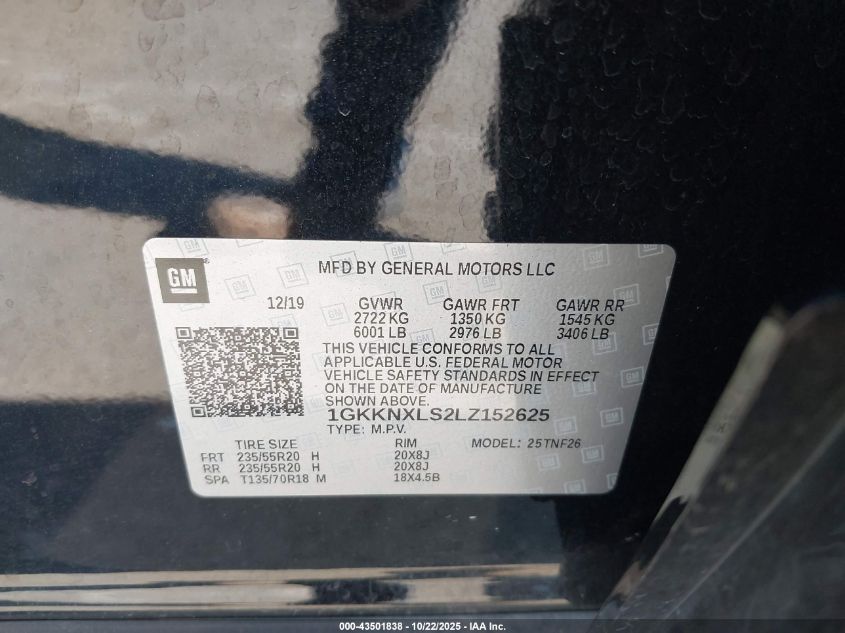 GM
MFD BY GENERAL MOTORS LLC
12/19 GVWR GAWR FRT GAWR RR
2722 KG 1350 KG 1545 KG
6001 LB 2976 LB 3406 LB
THIS VEHICLE CONFORMS TO ALL
APPLICABLE U.S. FEDERAL MOTOR
VEHICLE SAFETY STANDARDS IN EFFECT
ON THE DATE OF MANUFACTURE
SHOWN ABOVE.
1GKKNXLS2LZ152625
TYPE: M.P.V.
TIRE SIZE RIM MODEL: 25TNF26
FRT 235/55R20 H 20X8J
RR 235/55R20 H 20X8J
SPA T135/70R18 M 18X4.5B
000-43501838 - 10/22/2025 - IAA Inc.